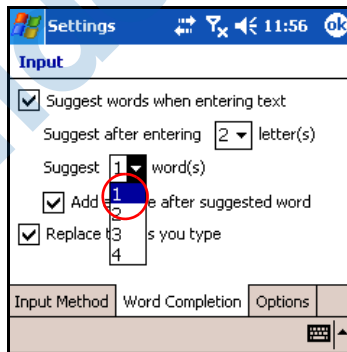 Settings 11:56 ok
Input
Suggest words when entering text
Suggest after entering 2 letter(s)
Suggest 1 word(s)
1
Add after suggested word
2
Replace 3 s you type
4
Input Method Word Completion Options